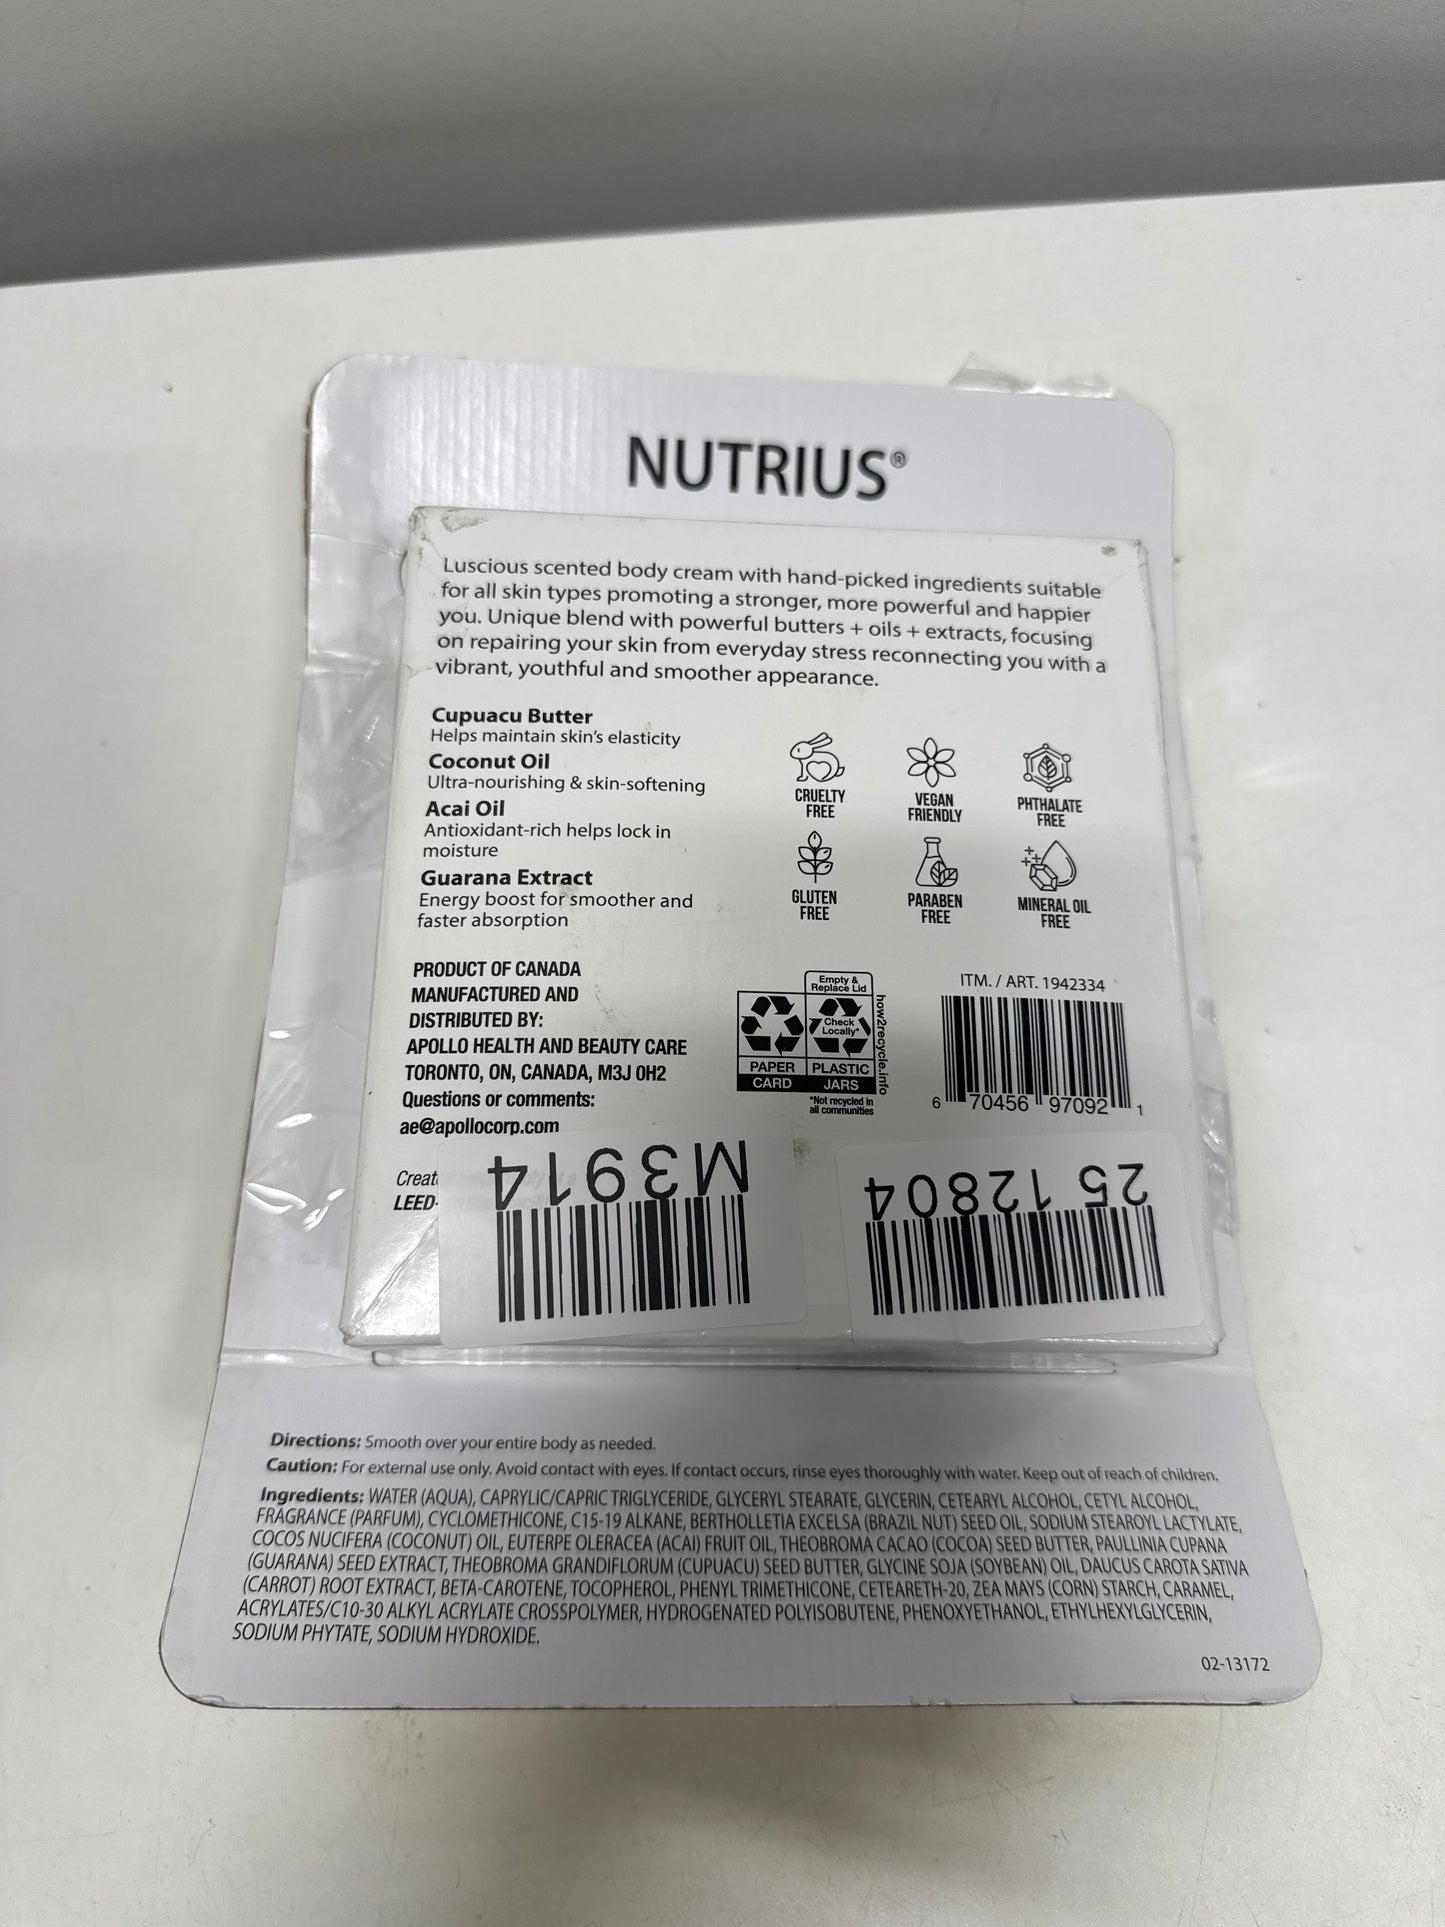 NUTRIUS®
Luscious scented body cream with hand-picked ingredients suitable
for all skin types promoting a stronger, more powerful and happier
you. Unique blend with powerful butters + oils + extracts, focusing
on repairing your skin from everyday stress reconnecting you with a
vibrant, youthful and smoother appearance.
Cupuacu Butter
Helps maintain skin's elasticity
Coconut Oil
Ultra-nourishing & skin-softening
Acai Oil
Antioxidant-rich helps lock in
moisture
Guarana Extract
Energy boost for smoother and
faster absorption
CRUELTY
FREE
VEGAN
FRIENDLY
PHTHALATE
FREE
GLUTEN
FREE
PARABEN
FREE
MINERAL OIL
FREE
PRODUCT OF CANADA
MANUFACTURED AND
DISTRIBUTED BY:
APOLLO HEALTH AND BEAUTY CARE
TORONTO, ON, CANADA, M3J 0H2
Questions or comments:
ae@apollocorp.com
Creat
LEED-
Empty &
Replace Lid
Check
Locally*
PAPER
PLASTIC
CARD
JARS
*Not recycled in
all communities
how2recycle.info
ITM. / ART. 1942334
6 70456 97092 1
M3914
2512804
Directions: Smooth over your entire body as needed.
Caution: For external use only. Avoid contact with eyes. If contact occurs, rinse eyes thoroughly with water. Keep out of reach of children.
Ingredients: WATER (AQUA), CAPRYLIC/CAPRIC TRIGLYCERIDE, GLYCERYL STEARATE, GLYCERIN, CETEARYL ALCOHOL, CETYL ALCOHOL,
FRAGRANCE (PARFUM), CYCLOMETHICONE, C15-19 ALKANE, BERTHOLLETIA EXCELSA (BRAZIL NUT) SEED OIL, SODIUM STEAROYL LACTYLATE,
COCOS NUCIFERA (COCONUT) OIL, EUTERPE OLERACEA (ACAI) FRUIT OIL, THEOBROMA CACAO (COCOA) SEED BUTTER, PAULLINIA CUPANA
(GUARANA) SEED EXTRACT, THEOBROMA GRANDIFLORUM (CUPUACU) SEED BUTTER, GLYCINE SOJA (SOYBEAN) OIL, DAUCUS CAROTA SATIVA
(CARROT) ROOT EXTRACT, BETA-CAROTENE, TOCOPHEROL, PHENYL TRIMETHICONE, CETEARETH-20, ZEA MAYS (CORN) STARCH, CARAMEL,
ACRYLATES/C10-30 ALKYL ACRYLATE CROSSPOLYMER, HYDROGENATED POLYISOBUTENE, PHENOXYETHANOL, ETHYLHEXYLGLYCERIN,
SODIUM PHYTATE, SODIUM HYDROXIDE.
02-13172